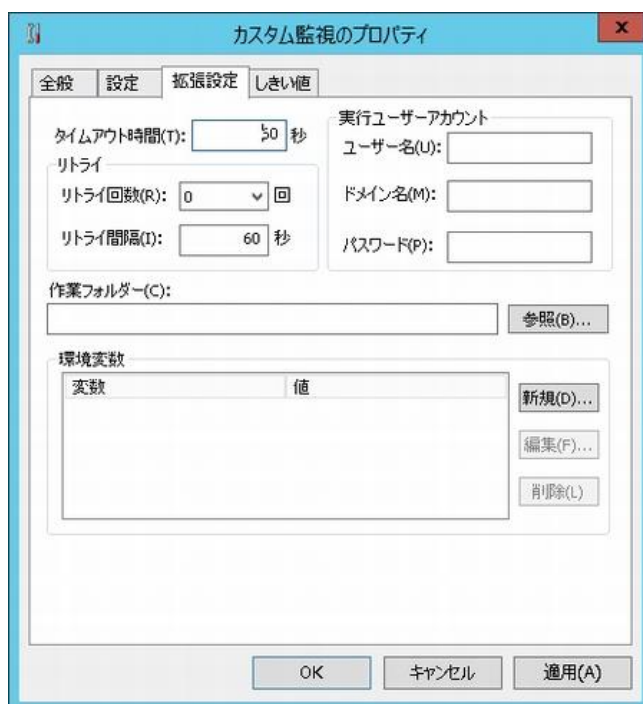 カスタム監視のプロパティ
x
全般 設定 拡張設定 しきい値
タイムアウト時間(T): 秒
リトライ
リトライ回数(R): 0 回
リトライ間隔(I): 60 秒
実行ユーザーアカウント
ユーザー名(U):
ドメイン名(M):
パスワード(P):
作業フォルダー(C):
参照(B)...
環境変数
変数 値
新規(D)...
編集(F)...
削除(L)
OK キャンセル 適用(A)